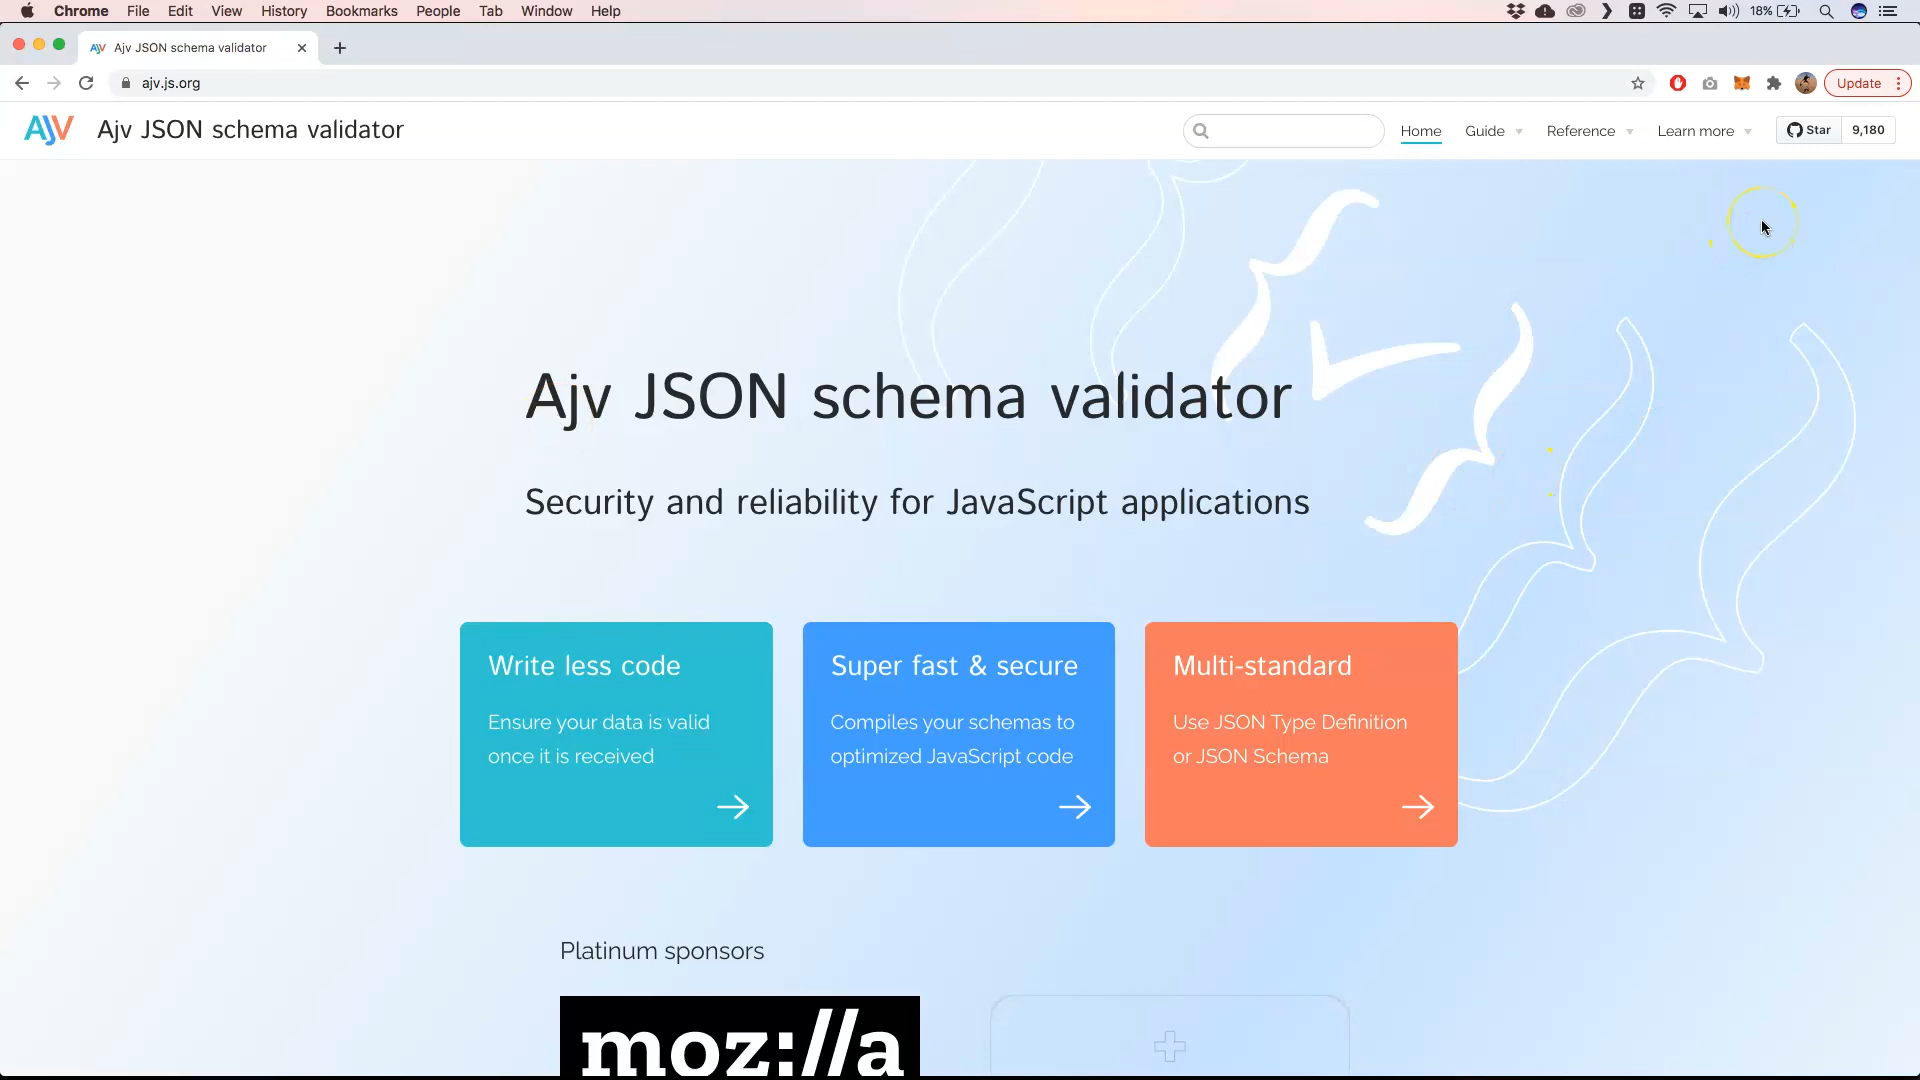 Chrome File Edit View History Bookmarks People Tab Window Help 18%
Ajv JSON schema validator
ajv.js.org
Update
AJV Ajv JSON schema validator
Home Guide Reference Learn more Star 9,180
Ajv JSON schema validator
Security and reliability for JavaScript applications
Write less code
Ensure your data is valid
once it is received
Super fast & secure
Compiles your schemas to
optimized JavaScript code
Multi-standard
Use JSON Type Definition
or JSON Schema
Platinum sponsors
moz://a